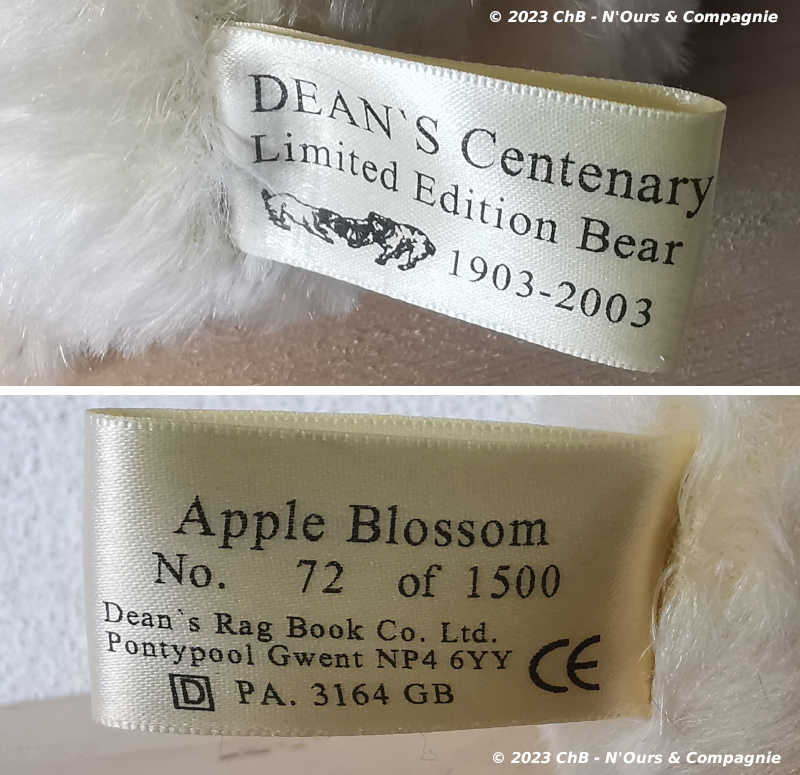 © 2023 ChB - N'Ours & Compagnie
DEAN`S Centenary
Limited Edition Bear
1903-2003
Apple Blossom
No. 72 of 1500
Dean`s Rag Book Co. Ltd.
Pontypool Gwent NP4 6YY
CE
D PA. 3164 GB
© 2023 ChB - N'Ours & Compagnie